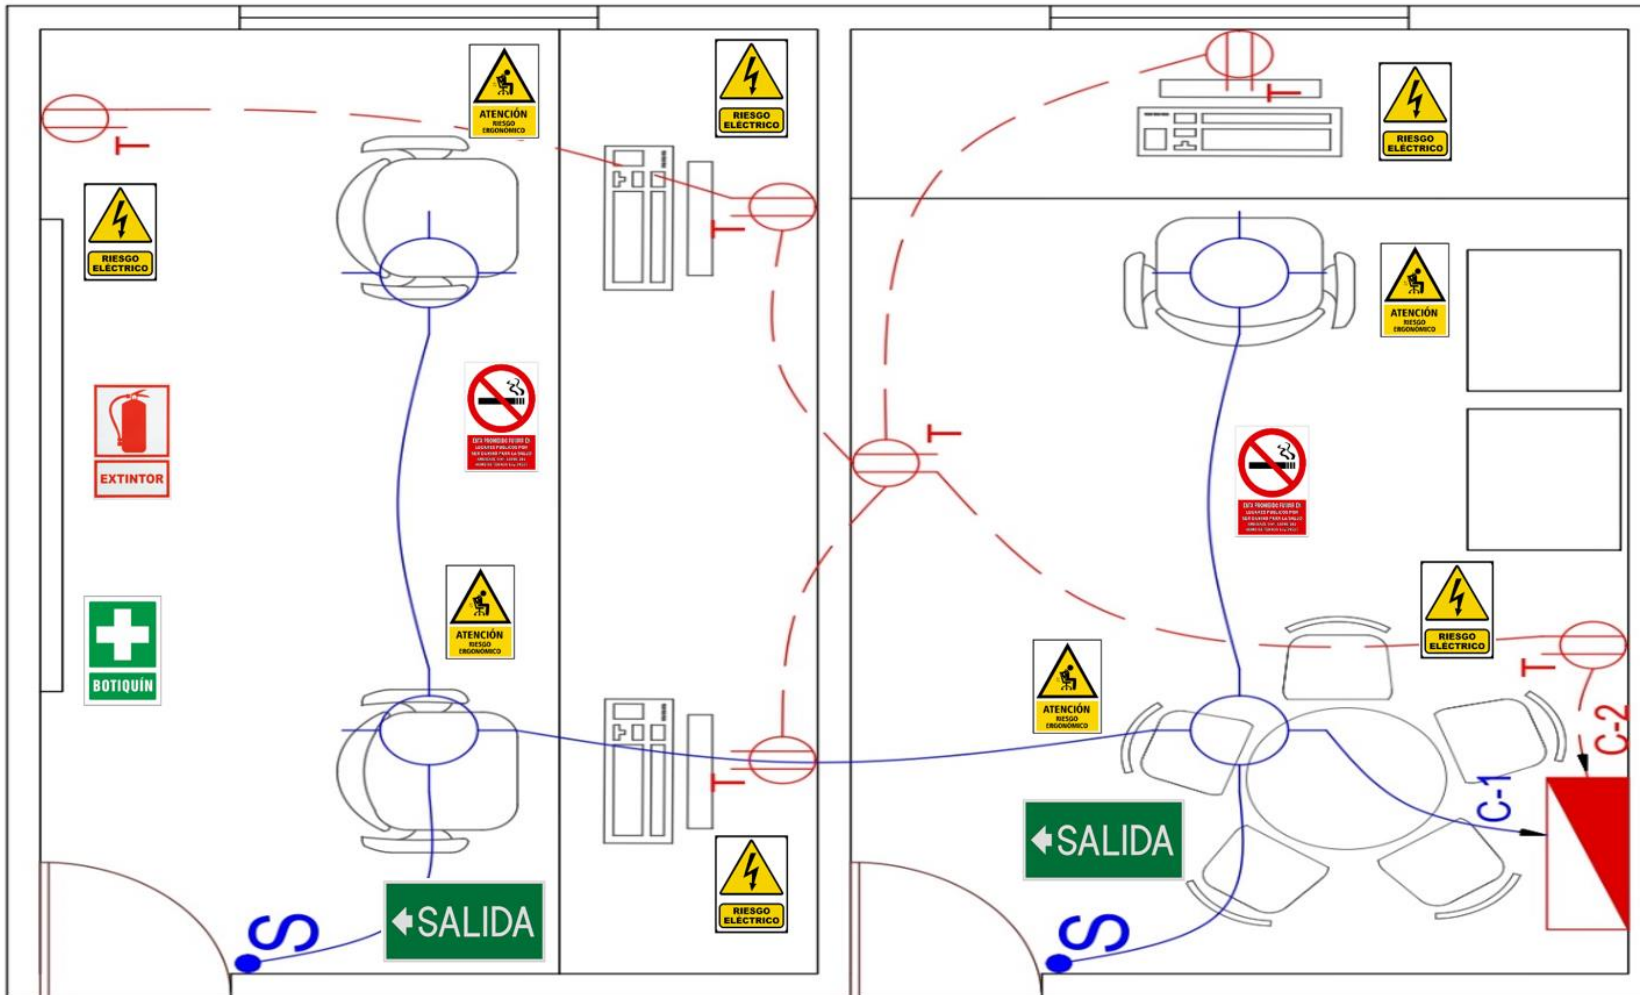 ATENCIÓN
RIESGO
ERGONÓMICO
RIESGO
ELÉCTRICO
T
T
RIESGO
ELÉCTRICO
T
RIESGO
ELÉCTRICO
ATENCIÓN
RIESGO
ERGONÓMICO
EXTINTOR
T
ATENCIÓN
RIESGO
ERGONÓMICO
BOTIQUÍN
RIESGO
ELÉCTRICO
ATENCIÓN
RIESGO
ERGONÓMICO
T
T
C-2
C-1
SALIDA
SALIDA
RIESGO
ELÉCTRICO
S
S